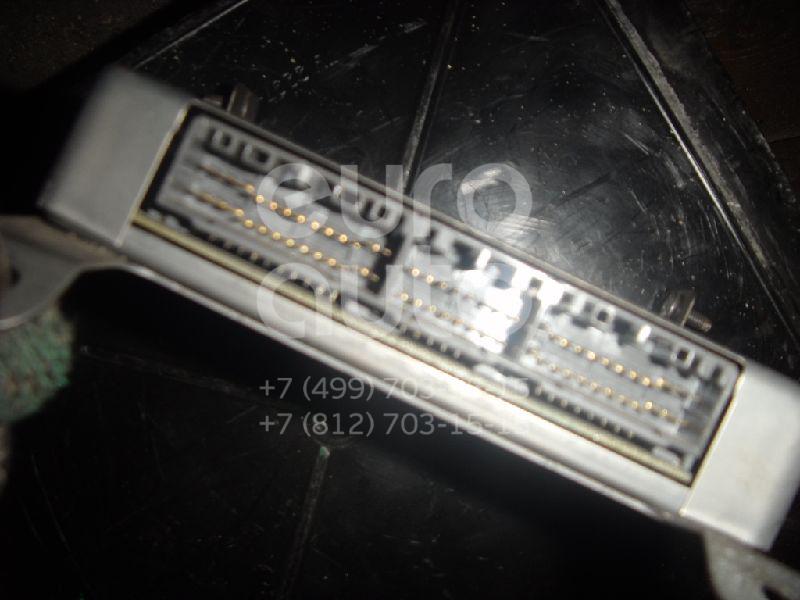 euro
auto
+7 (499) 703-
+7 (812) 703-15-1